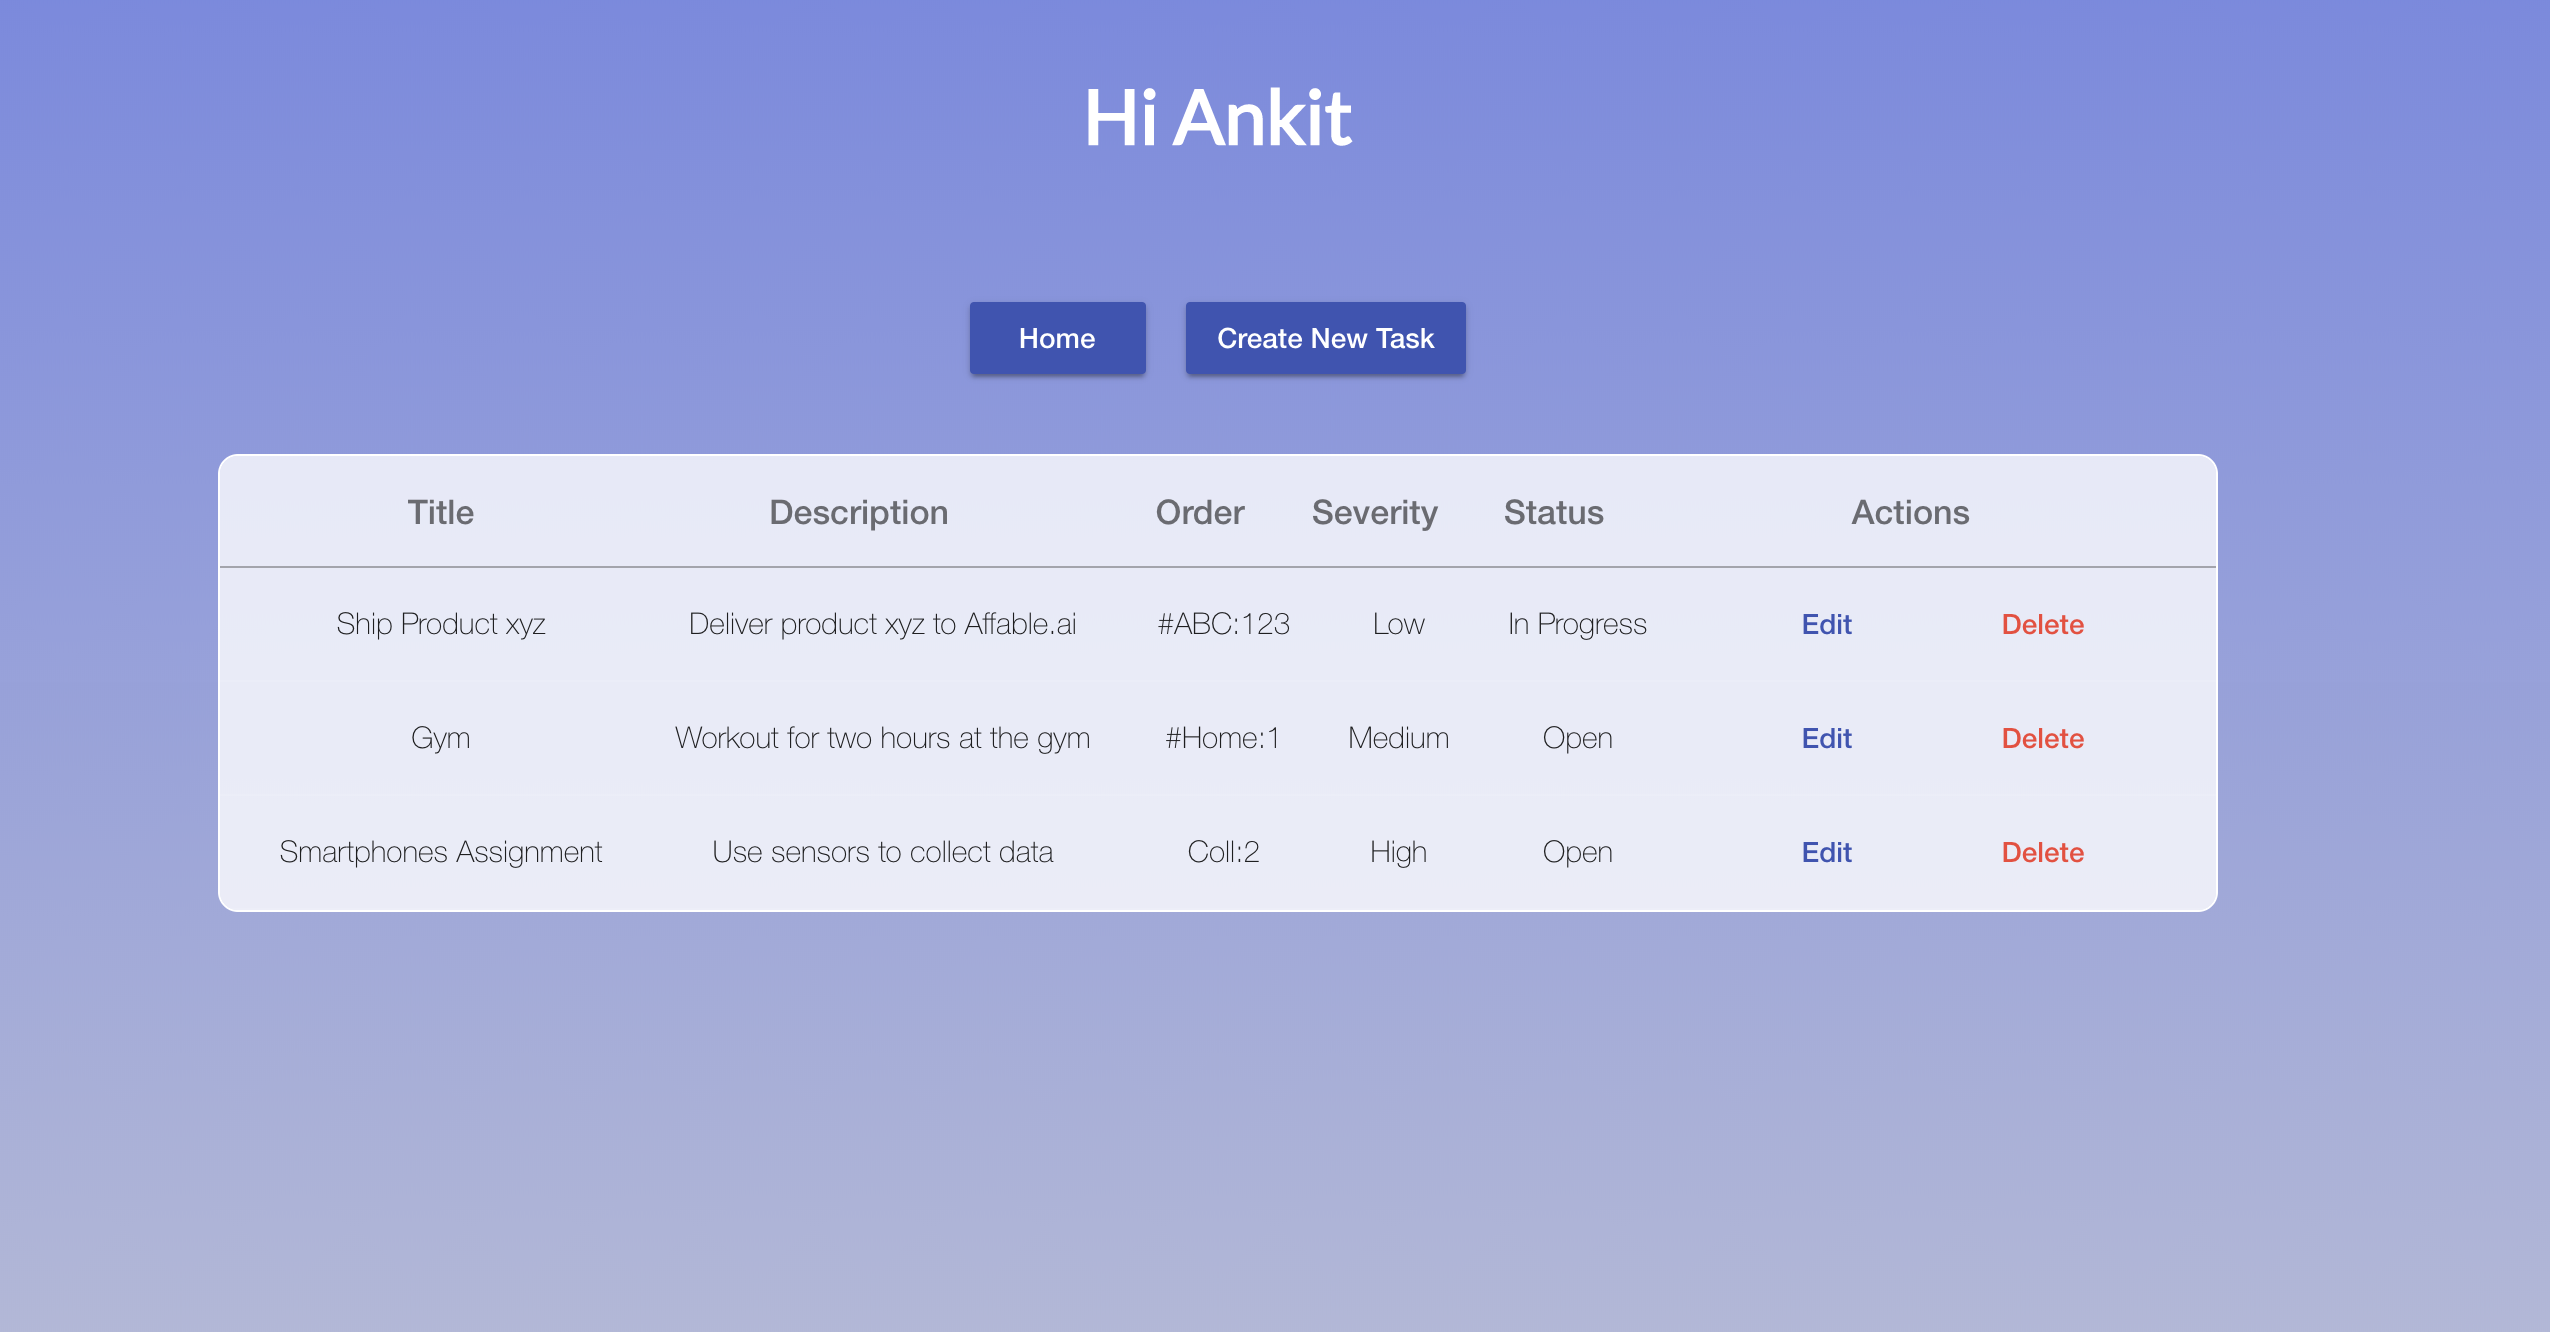 Hi Ankit
Home Create New Task
Title Description Order Severity Status Actions
Ship Product xyz Deliver product xyz to Affable.ai #ABC:123 Low In Progress Edit Delete
Gym Workout for two hours at the gym #Home:1 Medium Open Edit Delete
Smartphones Assignment Use sensors to collect data Coll:2 High Open Edit Delete